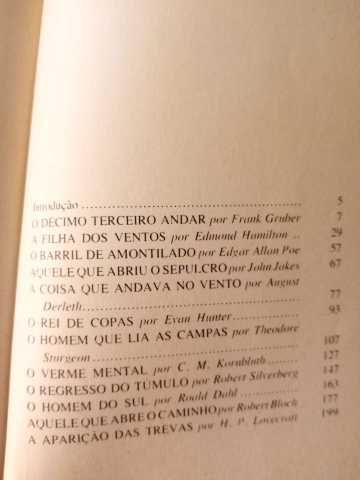 Introdução ........................................ 5
O DÉCIMO TERCEIRO ANDAR por Frank Gruber 7
A FILHA DOS VENTOS por Edmond Hamilton .. 29
O BARRIL DE AMONTILADO por Edgar Allan Poe 57
AQUELE QUE ABRIU O SEPULCRO por John Jakes 67
A COISA QUE ANDAVA NO VENTO por August
Derleth ........................................ 77
O REI DE COPAS por Evan Hunter .................. 93
O HOMEM QUE LIA AS CAMPAS por Theodore
Sturgeon ........................................ 107
O VERME MENTAL por C. M. Kornbluth ........ 127
O REGRESSO DO TÚMULO por Robert Silverberg 147
O HOMEM DO SUL por Roald Dahl ............ 163
AQUELE QUE ABRE O CAMINHO por Robert Bloch 177
A APARIÇÃO DAS TREVAS por H. P. Lovecraft 199